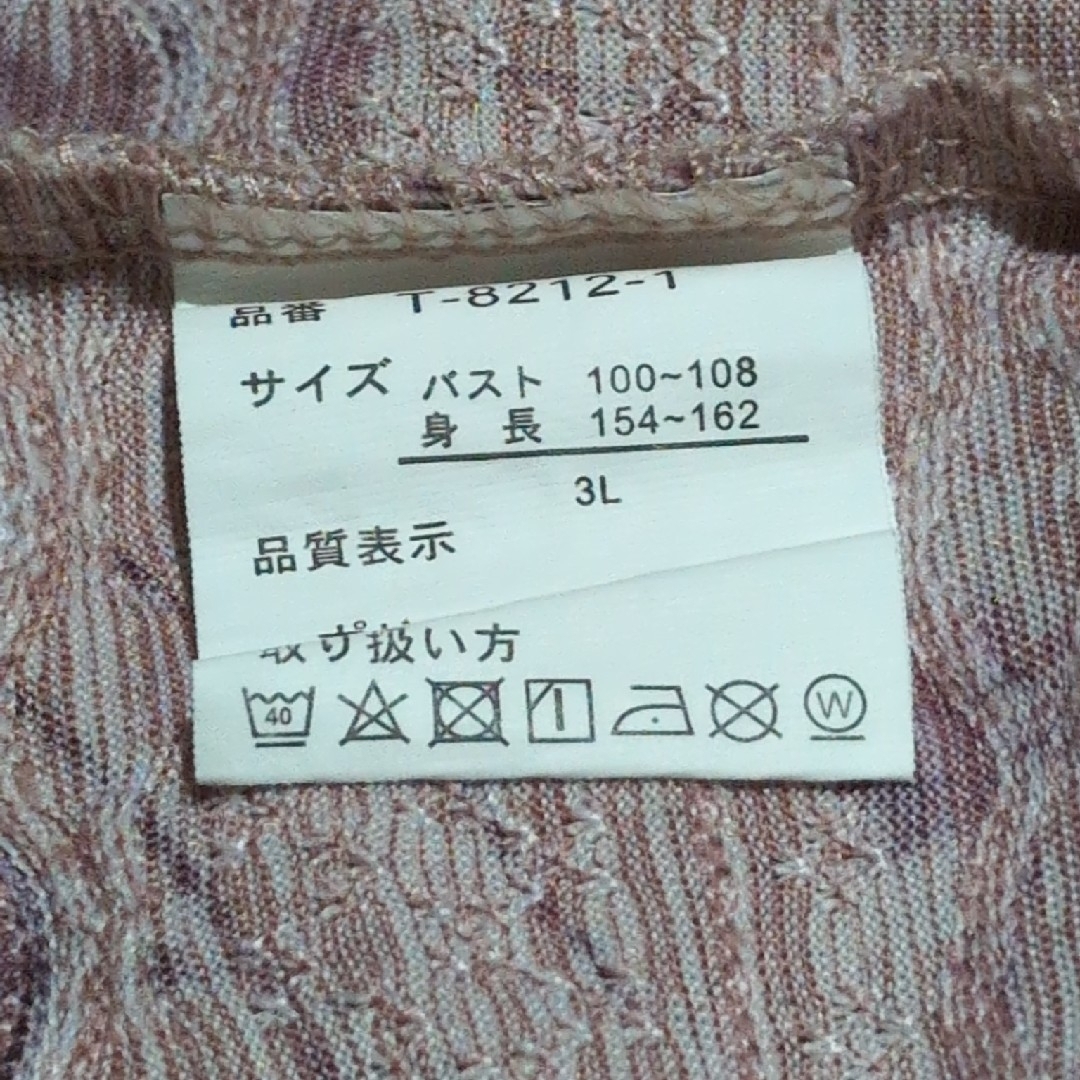 品番 T-8212-1
サイズ バスト 100~108
身長 154~162
3L
品質表示
取り扱い方
40 W